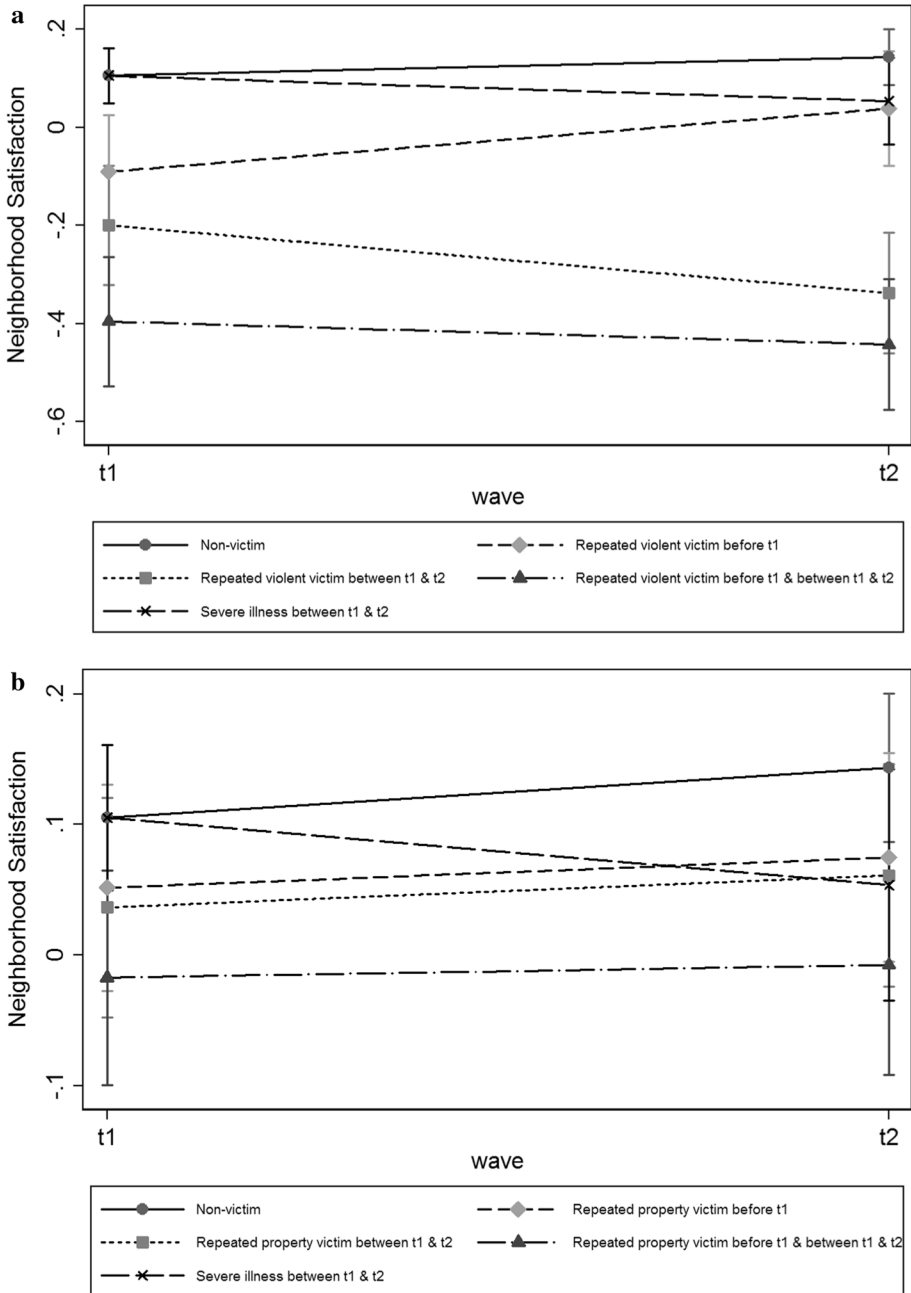 a
.2
0
-.2
-.4
-.6
Neighborhood Satisfaction
t1
t2
wave
Non-victim
Repeated violent victim before t1
Repeated violent victim between t1 & t2
Repeated violent victim before t1 & between t1 & t2
Severe illness between t1 & t2
b
.2
.1
0
-.1
Neighborhood Satisfaction
t1
t2
wave
Non-victim
Repeated property victim before t1
Repeated property victim between t1 & t2
Repeated property victim before t1 & between t1 & t2
Severe illness between t1 & t2